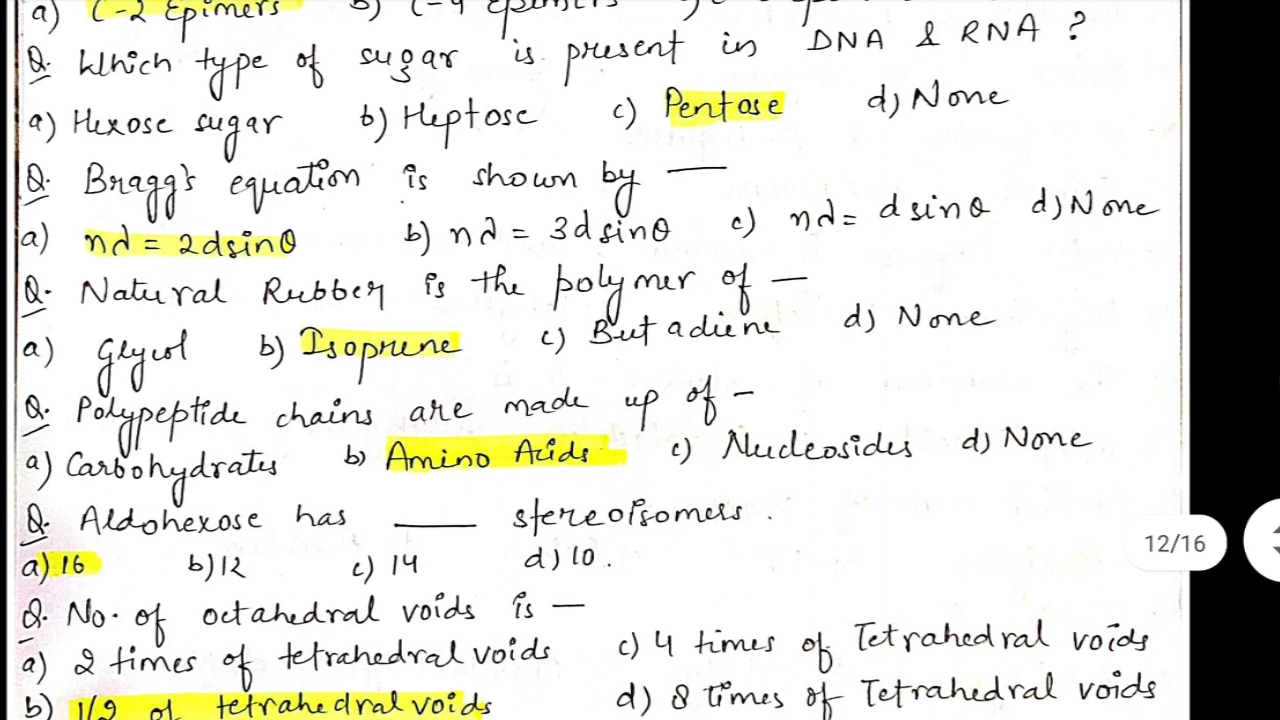 a) C-2 Epimers b) C-4 Epimers
Q. Which type of sugar is present in DNA & RNA ?
a) Hexose sugar b) Heptose c) Pentose d) None
Q. Bragg's equation is shown by —
a) nλ = 2dsinθ b) nλ = 3dsinθ c) nλ = dsinθ d) None
Q. Natural Rubber is the polymer of —
a) Glycol b) Isoprene c) Butadiene d) None
Q. Polypeptide chains are made up of –
a) Carbohydrates b) Amino Acids c) Nucleosides d) None
Q. Aldohexose has ____ stereoisomers.
a) 16 b) 12 c) 14 d) 10.
12/16
Q. No. of octahedral voids is —
a) 2 times of tetrahedral voids c) 4 times of Tetrahedral voids
b) 1/2 of tetrahedral voids d) 8 times of Tetrahedral voids